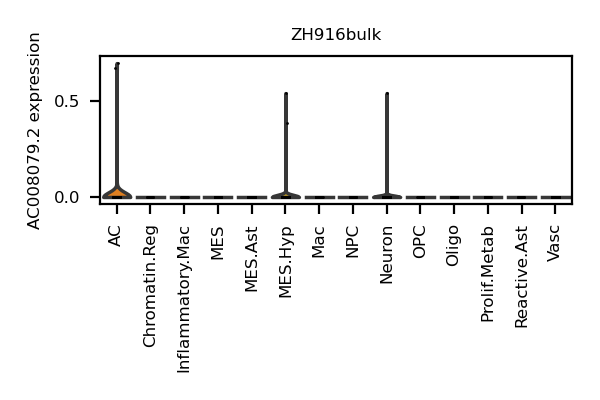 ZH916bulk
AC008079.2 expression
0.5
0.0
AC
Chromatin.Reg
Inflammatory.Mac
MES
MES.Ast
MES.Hyp
Mac
NPC
Neuron
OPC
Oligo
Prolif.Metab
Reactive.Ast
Vasc